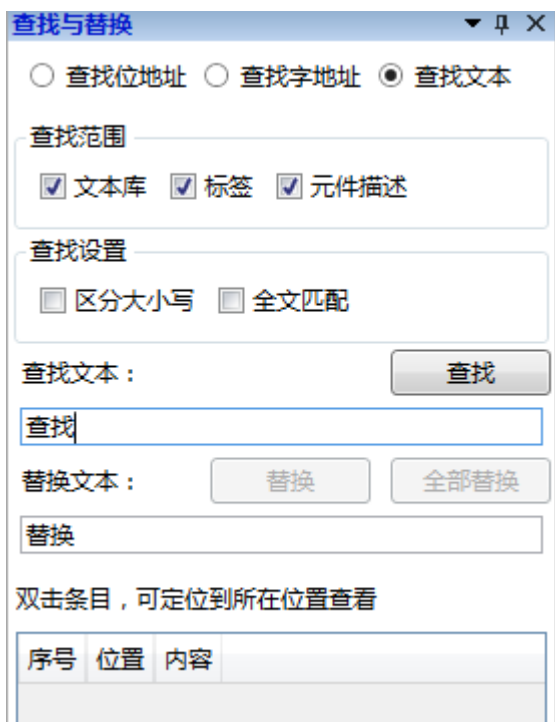 查找与替换
查找位地址 查找字地址 查找文本
查找范围
文本库 标签 元件描述
查找设置
区分大小写 全文匹配
查找文本： 查找
查找
替换文本： 替换 全部替换
替换
双击条目，可定位到所在位置查看
序号 位置 内容